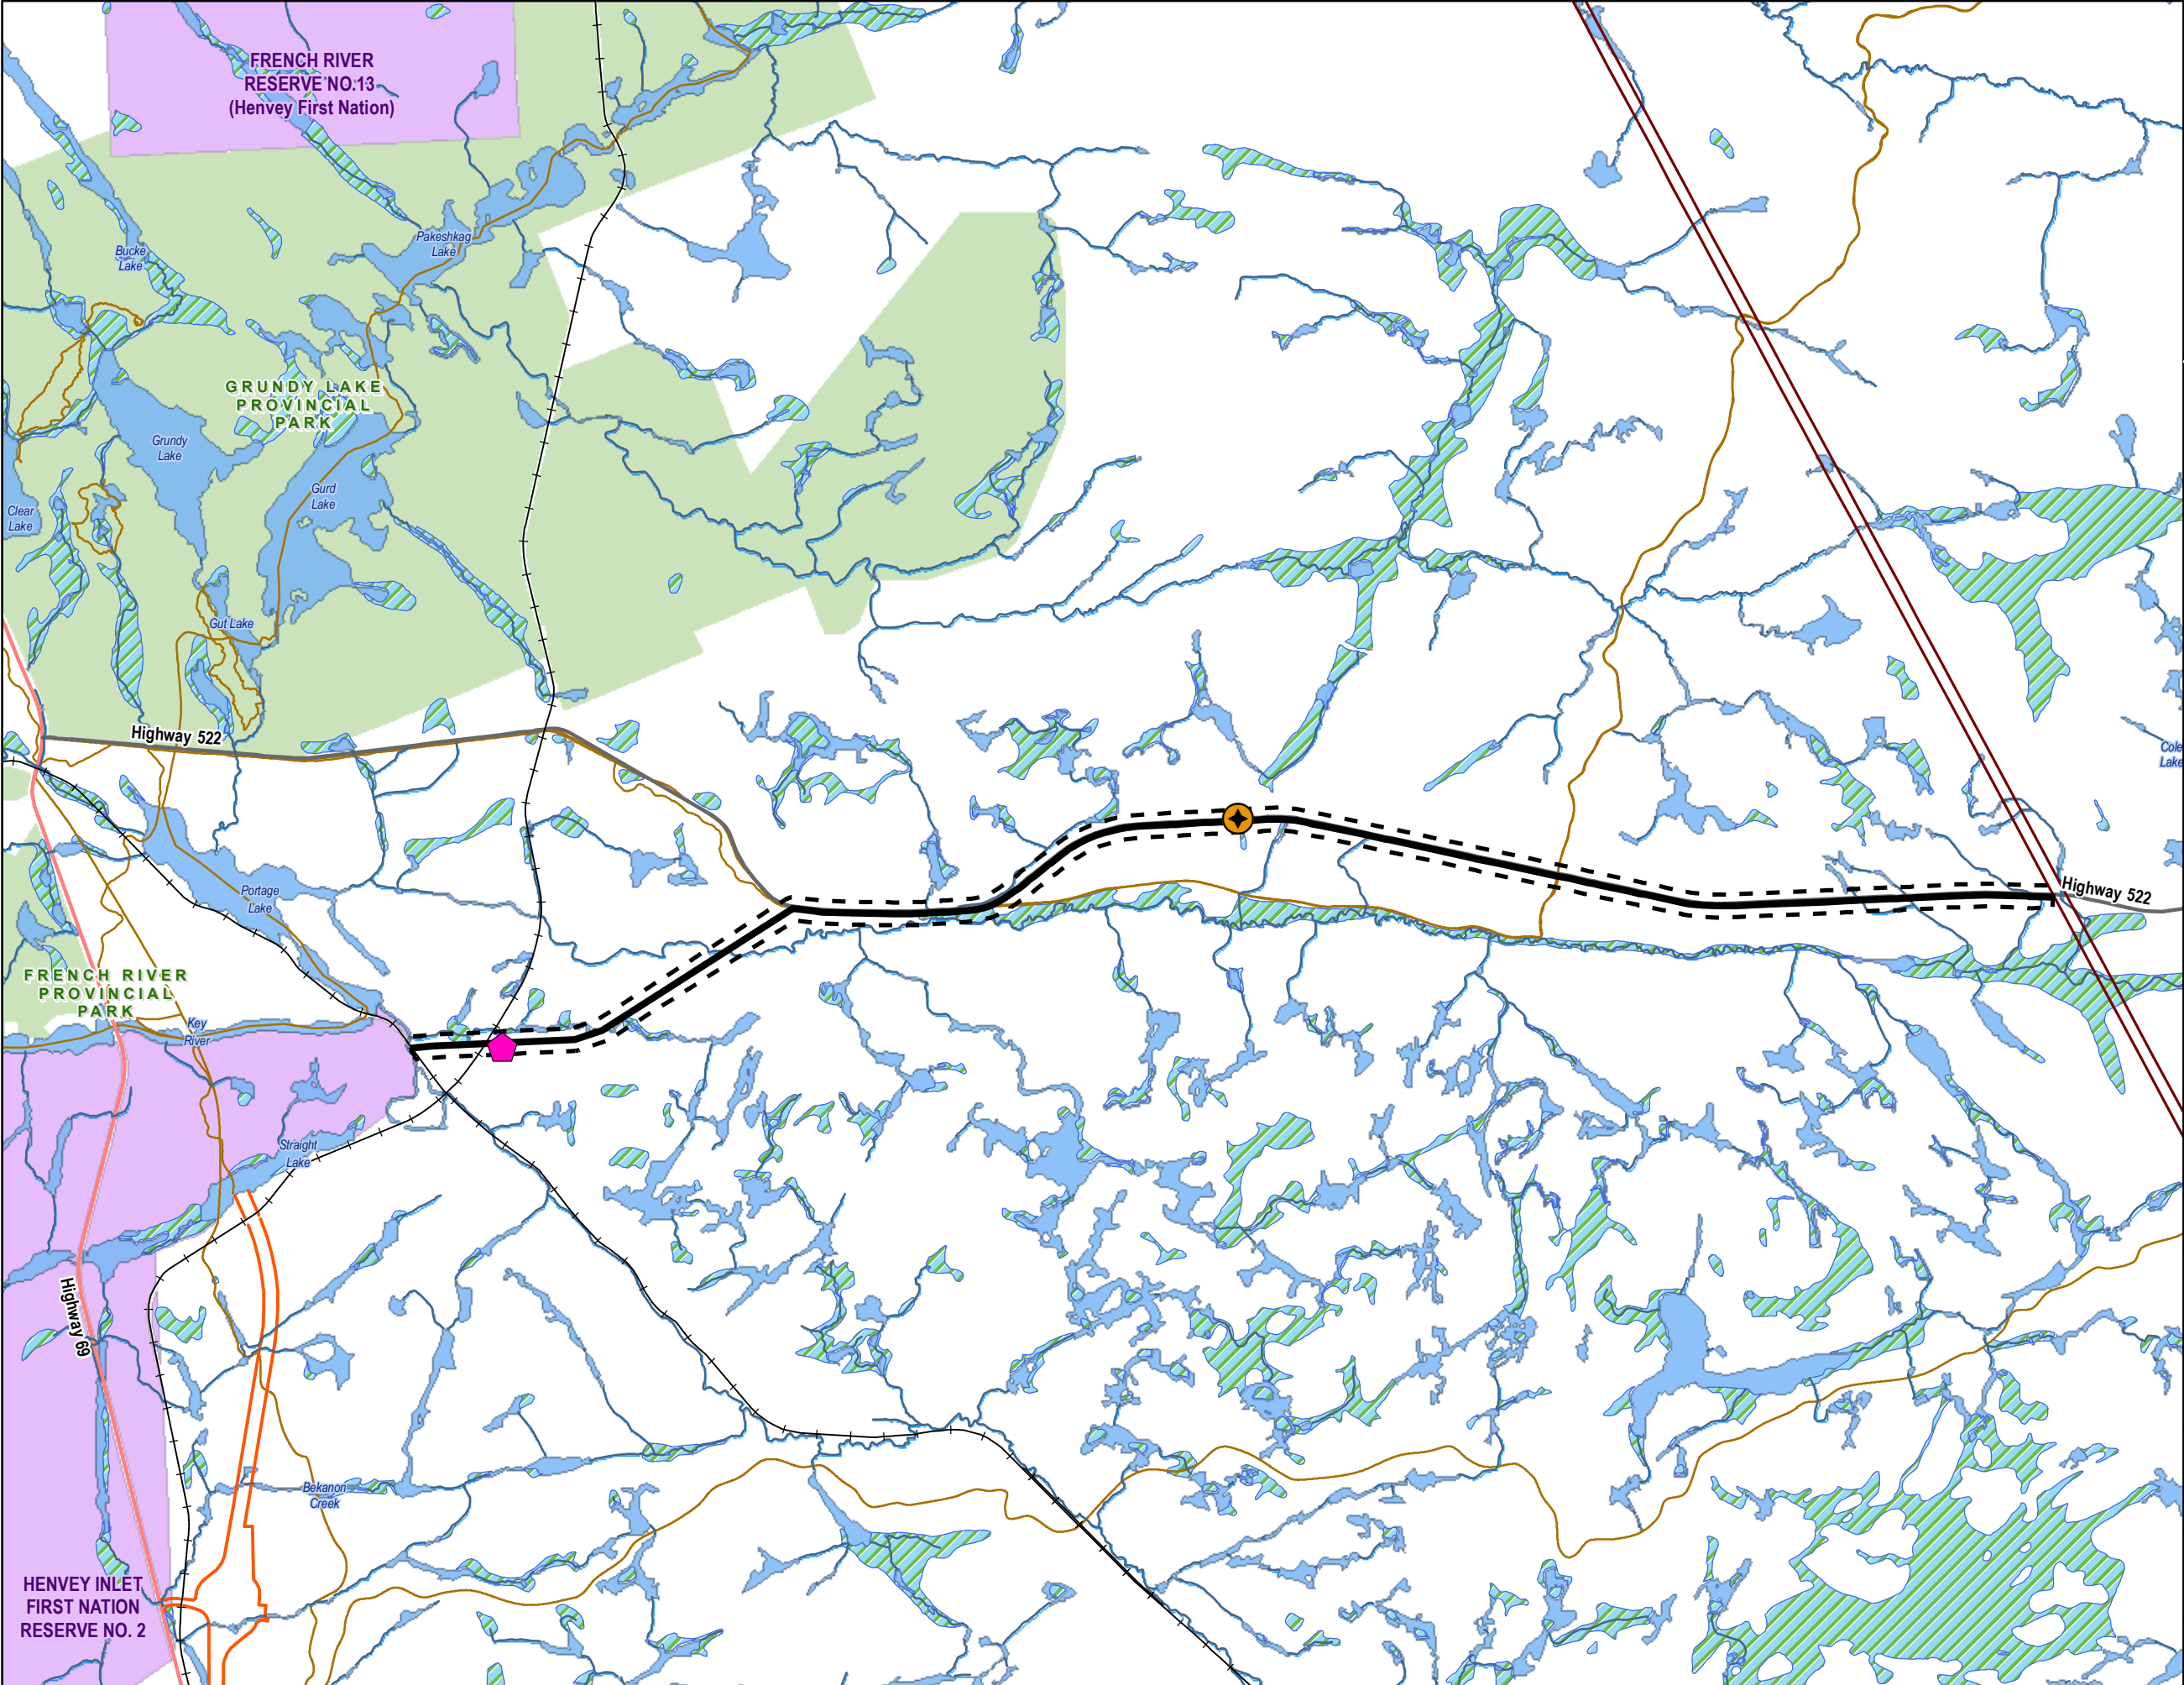 FRENCH RIVER
RESERVE NO.13
(Henvey First Nation)
Bucke
Lake
Pakeshkag
Lake
GRUNDY LAKE
PROVINCIAL
PARK
Grundy
Lake
Gurd
Lake
Clear
Lake
Gut Lake
Highway 522
Cole
Lake
Portage
Lake
Highway 522
FRENCH RIVER
PROVINCIAL
PARK
Key
River
Straight
Lake
Highway 69
Bekanon
Creek
HENVEY INLET
FIRST NATION
RESERVE NO. 2